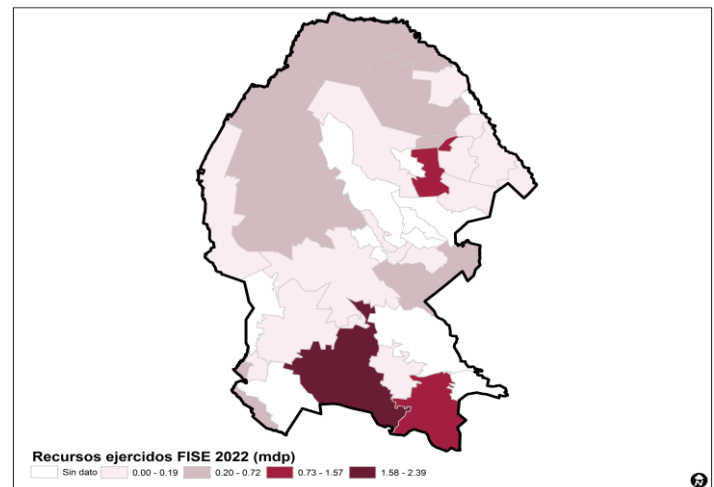 Recursos ejercidos FISE 2022 (mdp)
Sin dato 0.00 - 0.19 0.20 - 0.72 0.73 - 1.57 1.58 - 2.39